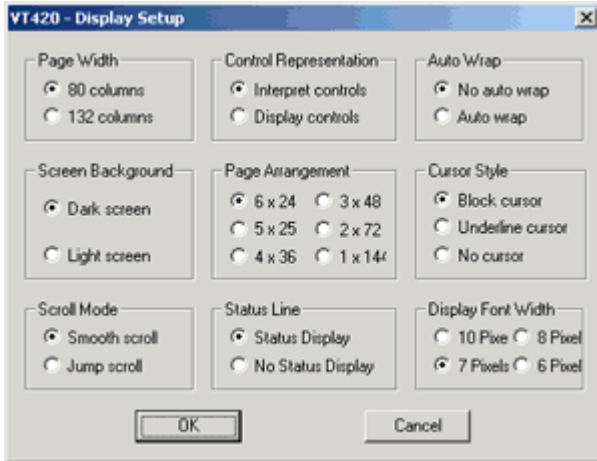 VT420 - Display Setup
Page Width
80 columns
132 columns
Control Representation
Interpret controls
Display controls
Auto Wrap
No auto wrap
Auto wrap
Screen Background
Dark screen
Light screen
Page Arrangement
6 x 24 3 x 48
5 x 25 2 x 72
4 x 36 1 x 144
Cursor Style
Block cursor
Underline cursor
No cursor
Scroll Mode
Smooth scroll
Jump scroll
Status Line
Status Display
No Status Display
Display Font Width
10 Pixe 8 Pixel
7 Pixels 6 Pixel
OK Cancel